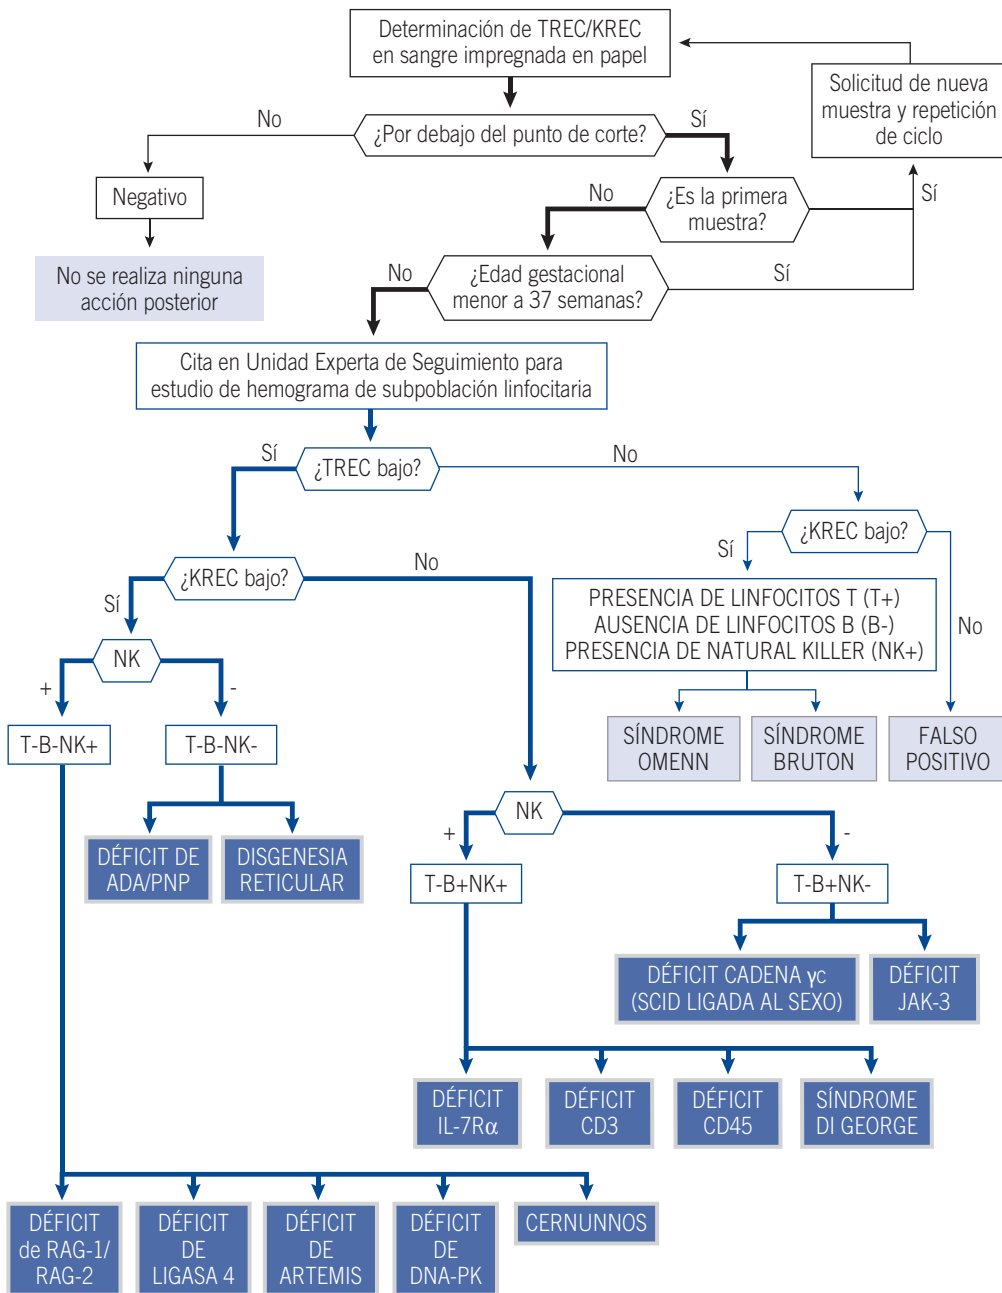 Determinación de TREC/KREC
en sangre impregnada en papel
Solicitud de nueva
muestra y repetición
de ciclo
No
¿Por debajo del punto de corte?
Sí
Negativo
No
¿Es la primera
muestra?
Sí
No se realiza ninguna
acción posterior
No
¿Edad gestacional
menor a 37 semanas?
Sí
Cita en Unidad Experta de Seguimiento para
estudio de hemograma de subpoblación linfocitaria
Sí
¿TREC bajo?
No
¿KREC bajo?
No
Sí
¿KREC bajo?
Sí
No
PRESENCIA DE LINFOCITOS T (T+)
AUSENCIA DE LINFOCITOS B (B-)
PRESENCIA DE NATURAL KILLER (NK+)
NK
+
-
T-B-NK+
T-B-NK-
SÍNDROME
OMENN
SÍNDROME
BRUTON
FALSO
POSITIVO
NK
+
-
DÉFICIT DE
ADA/PNP
DISGENESIA
RETICULAR
T-B+NK+
T-B+NK-
DÉFICIT CADENA γc
(SCID LIGADA AL SEXO)
DÉFICIT
JAK-3
DÉFICIT
IL-7Rα
DÉFICIT
CD3
DÉFICIT
CD45
SÍNDROME
DI GEORGE
DÉFICIT
de RAG-1/
RAG-2
DÉFICIT
DE
LIGASA 4
DÉFICIT
DE
ARTEMIS
DÉFICIT
DE
DNA-PK
CERNUNNOS